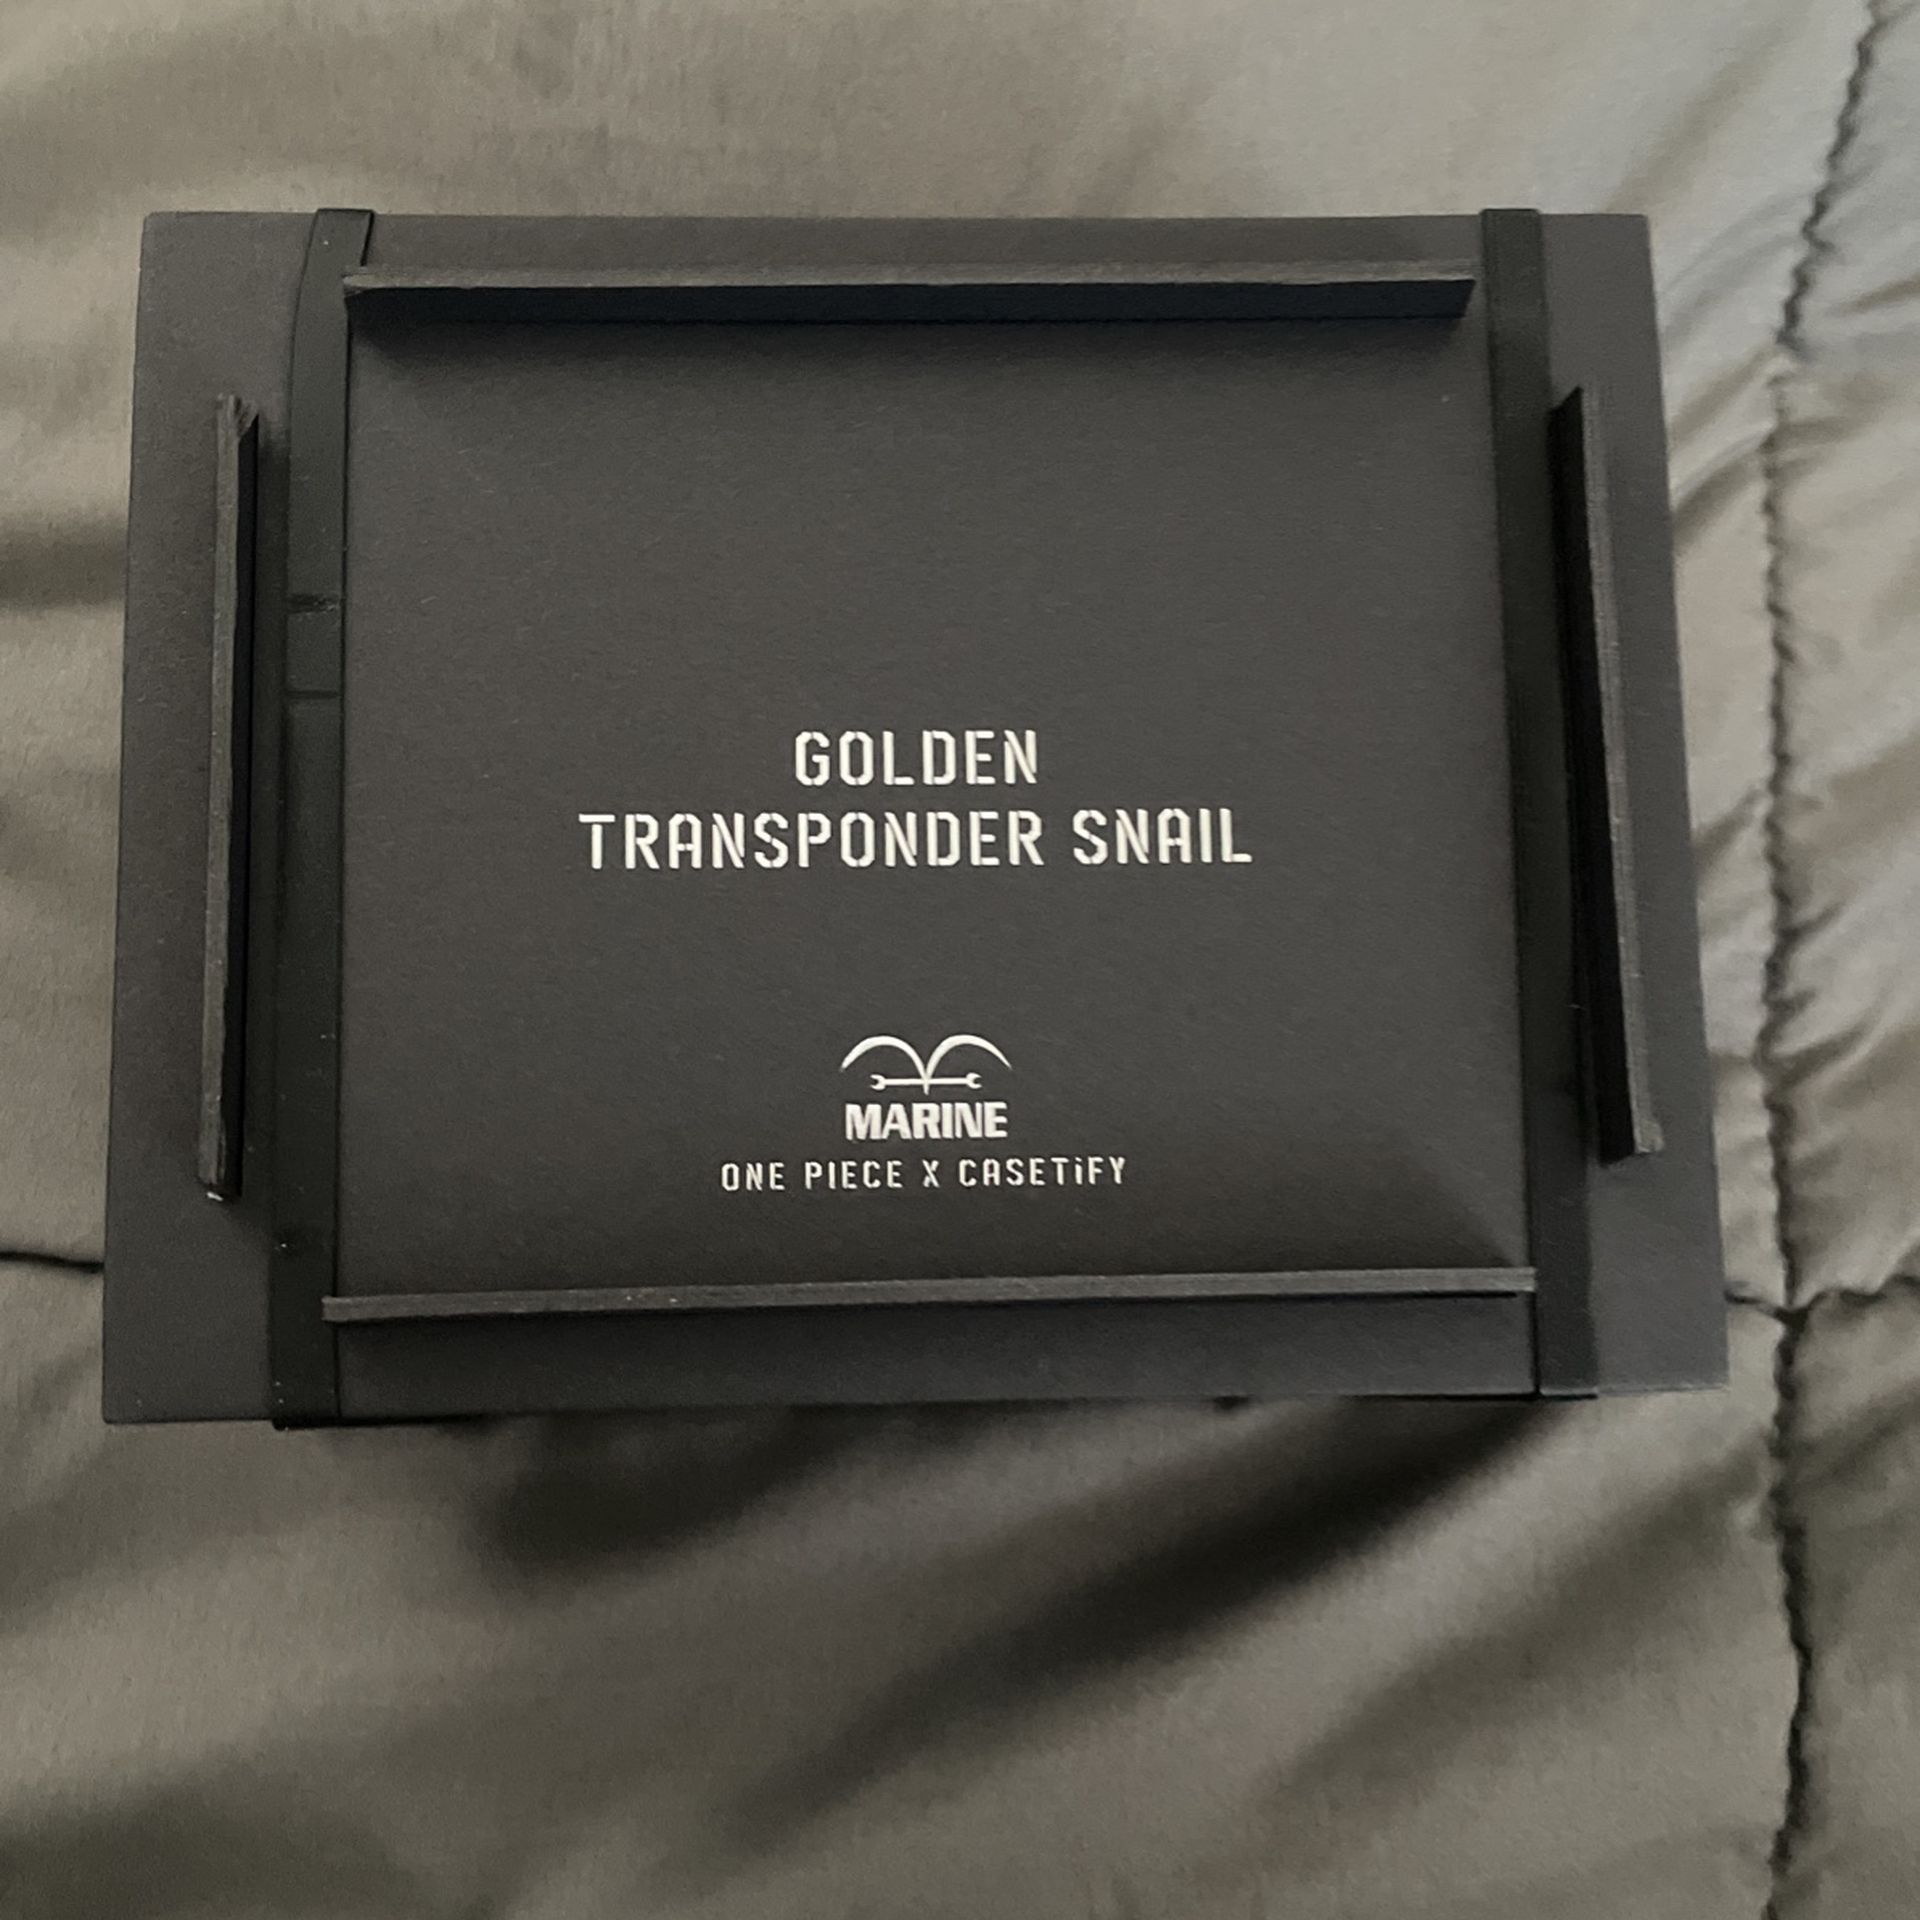 GOLDEN
TRANSPONDER SNAIL
MARINE
ONE PIECE X CASETiFY